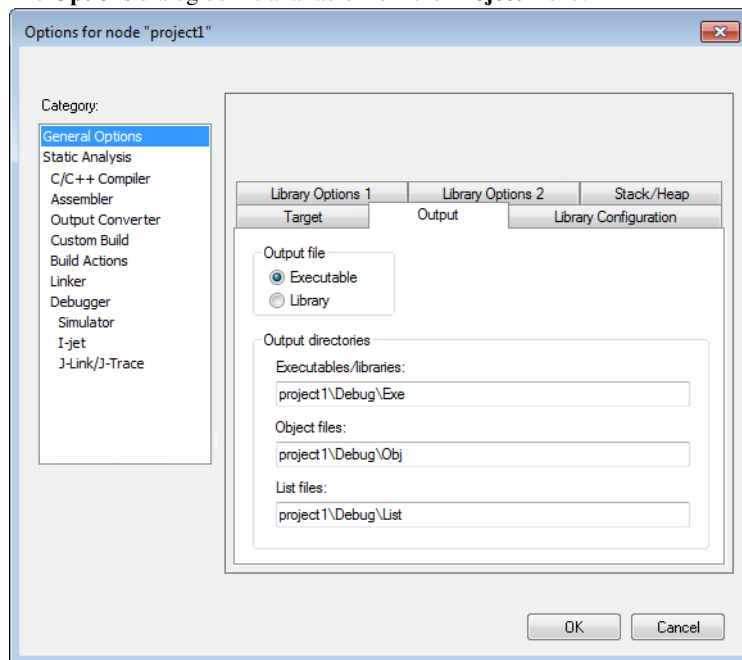 Options for node "project1"
Category:
General Options
Static Analysis
C/C++ Compiler
Assembler
Output Converter
Custom Build
Build Actions
Linker
Debugger
Simulator
I-jet
J-Link/J-Trace
Library Options 1 Library Options 2 Stack/Heap
Target Output Library Configuration
Output file
Executable
Library
Output directories
Executables/libraries:
project1\Debug\Exe
Object files:
project1\Debug\Obj
List files:
project1\Debug\List
OK Cancel